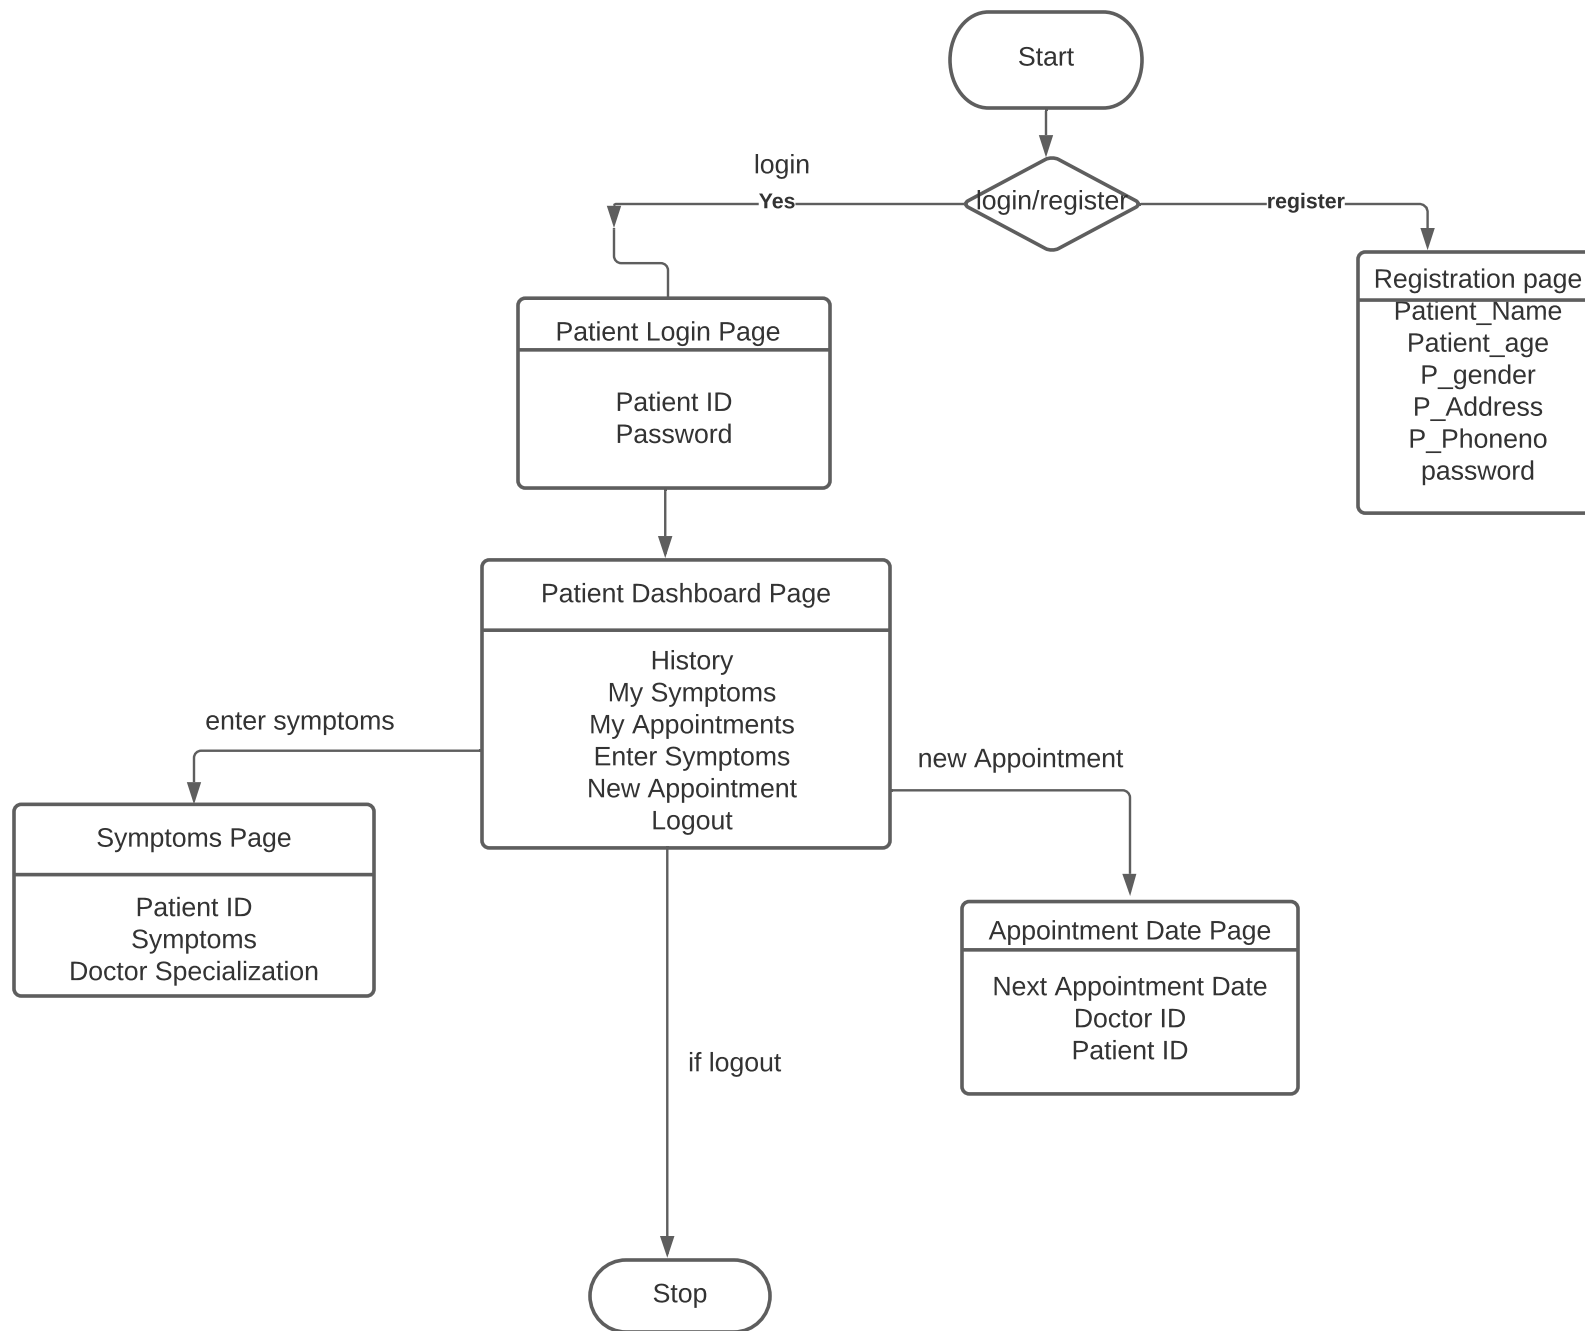 Start
login
Yes
login/register
register
Registration page
Patient_Name
Patient_age
P_gender
P_Address
P_Phoneno
password
Patient Login Page
Patient ID
Password
Patient Dashboard Page
History
My Symptoms
My Appointments
Enter Symptoms
New Appointment
Logout
enter symptoms
new Appointment
Symptoms Page
Patient ID
Symptoms
Doctor Specialization
Appointment Date Page
Next Appointment Date
Doctor ID
Patient ID
if logout
Stop